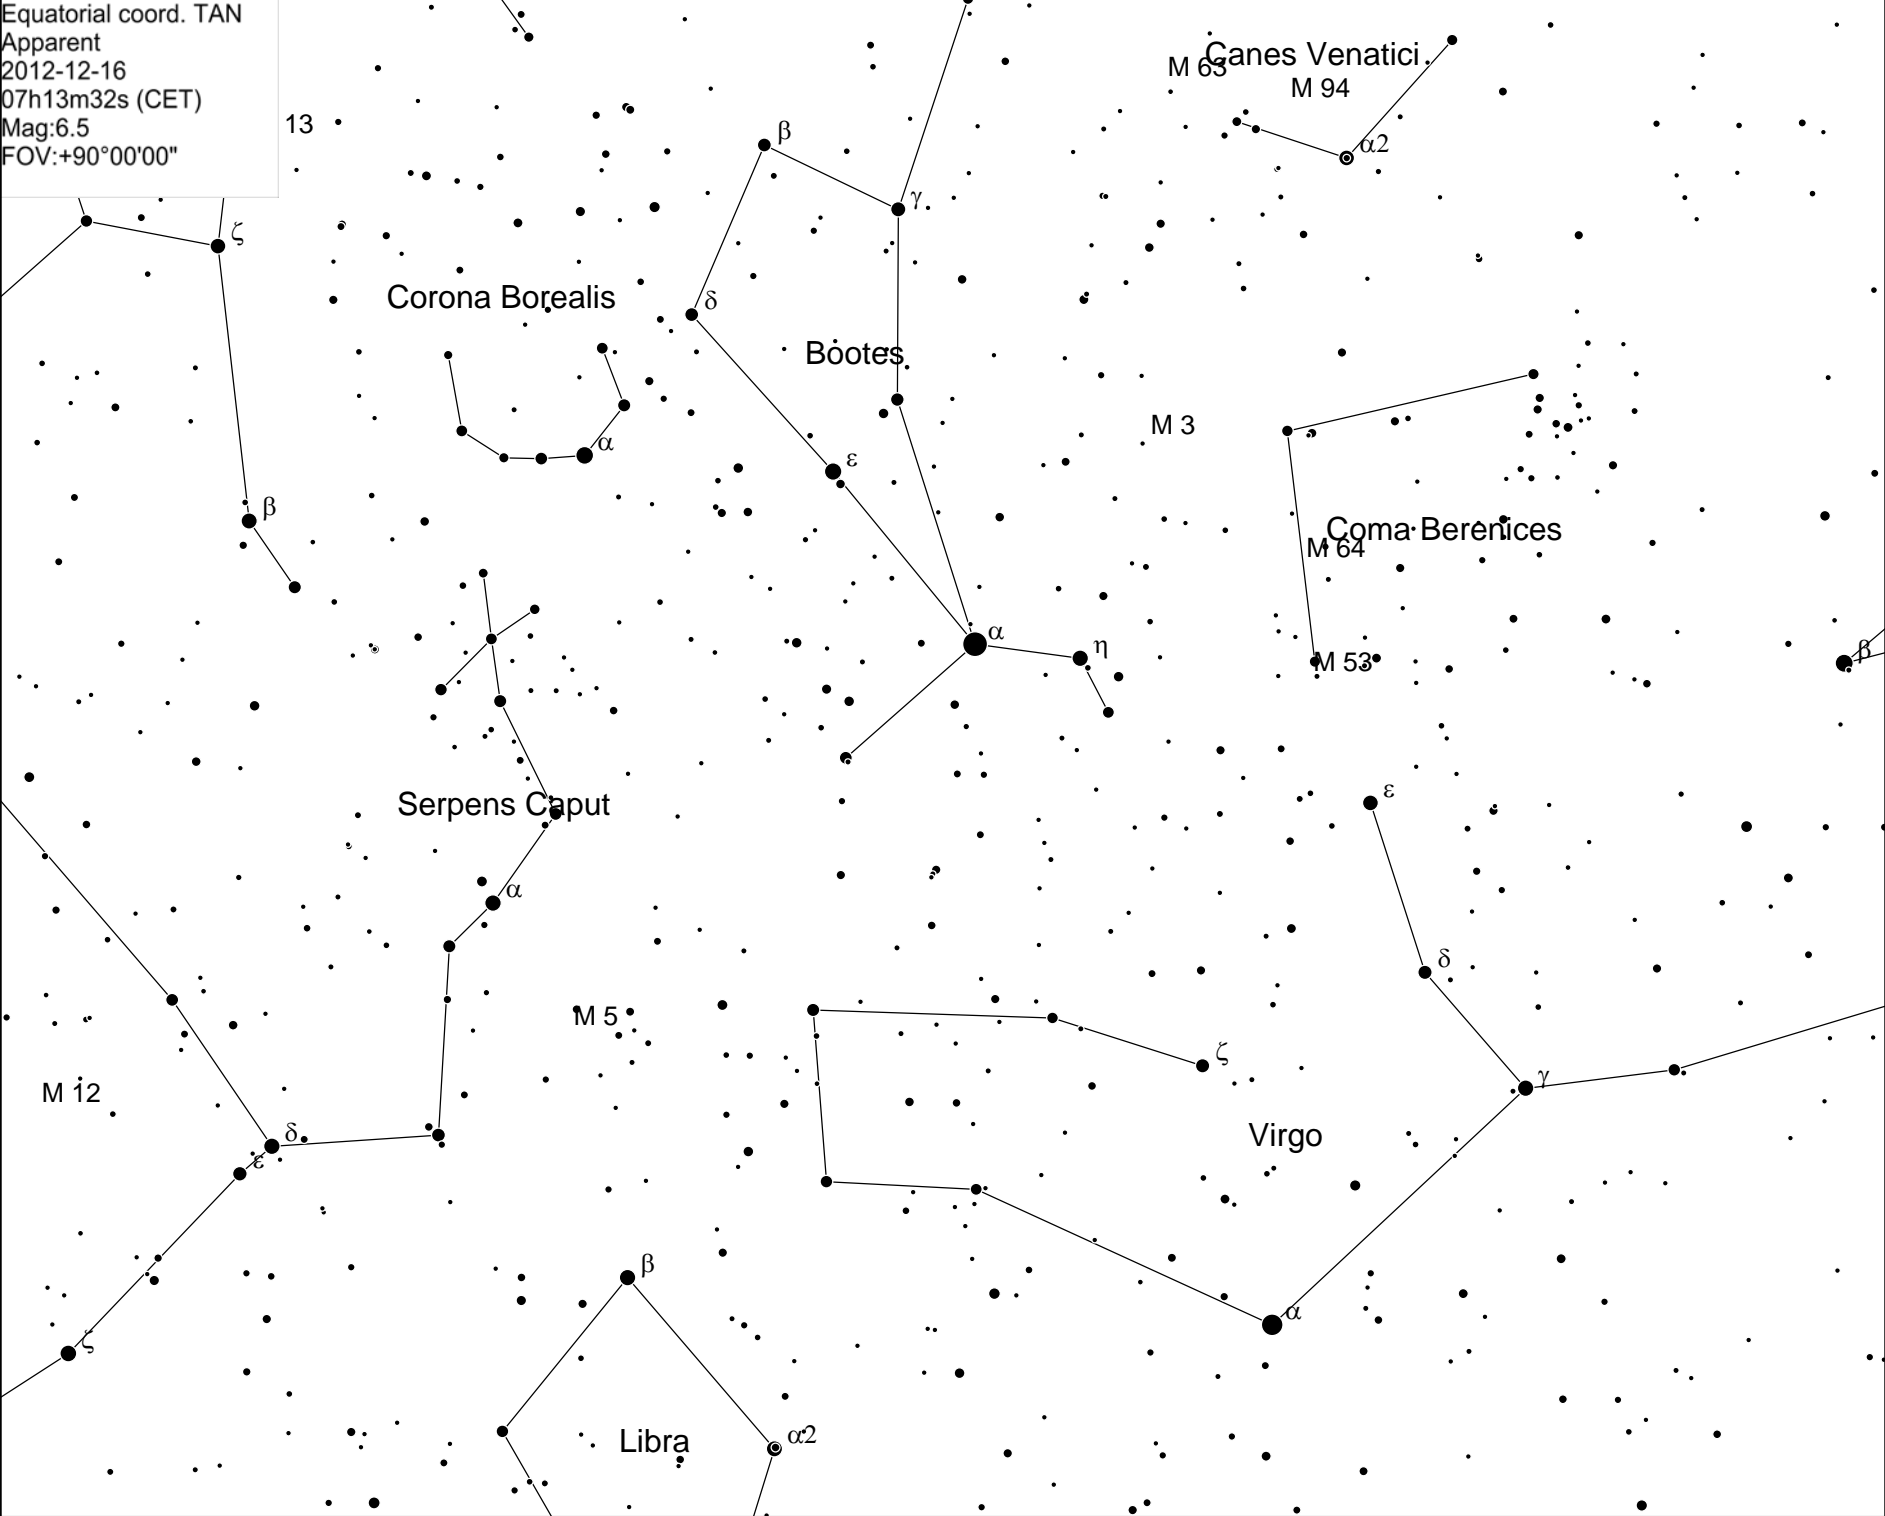 Equatorial coord. TAN
Apparent
2012-12-16
07h13m32s (CET)
Mag:6.5
FOV:+90°00'00"
13
Canes Venatici
M 63
M 94
α2
β
γ
ζ
Corona Borealis
δ
Bootes
M 3
α
ε
β
Coma Berenices
M 64
α
η
M 53
β
ε
Serpens Caput
α
δ
M 5
ζ
γ
M 12
δ
ε
Virgo
β
α
ζ
Libra
α2